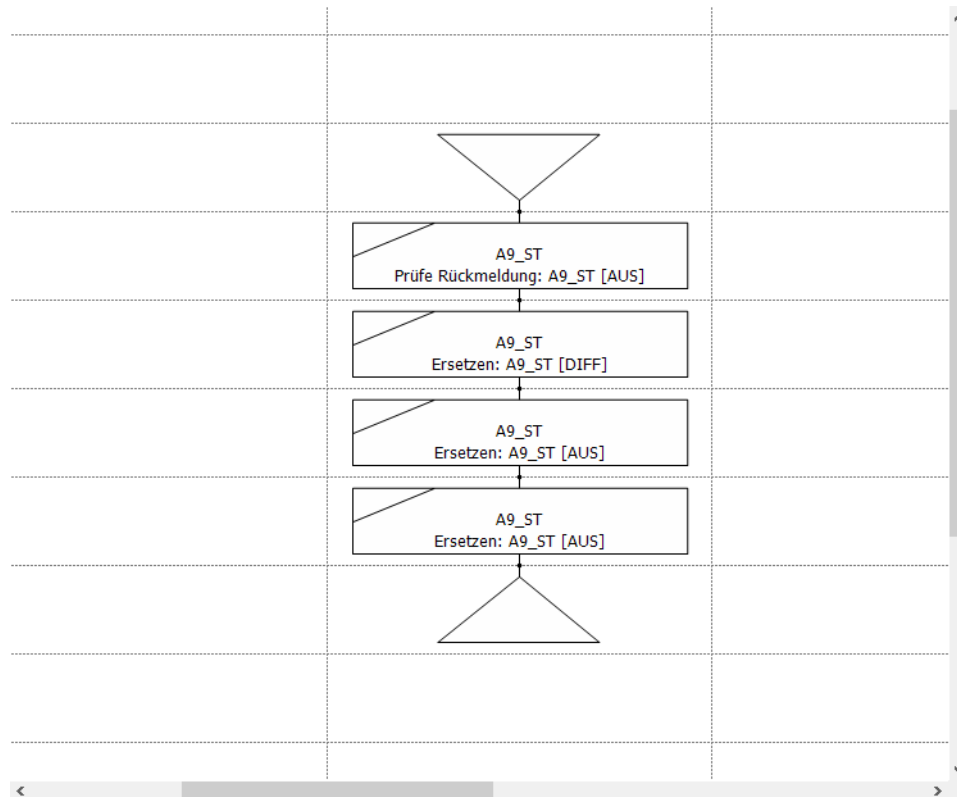 A9_ST
Prüfe Rückmeldung: A9_ST [AUS]
A9_ST
Ersetzen: A9_ST [DIFF]
A9_ST
Ersetzen: A9_ST [AUS]
A9_ST
Ersetzen: A9_ST [AUS]